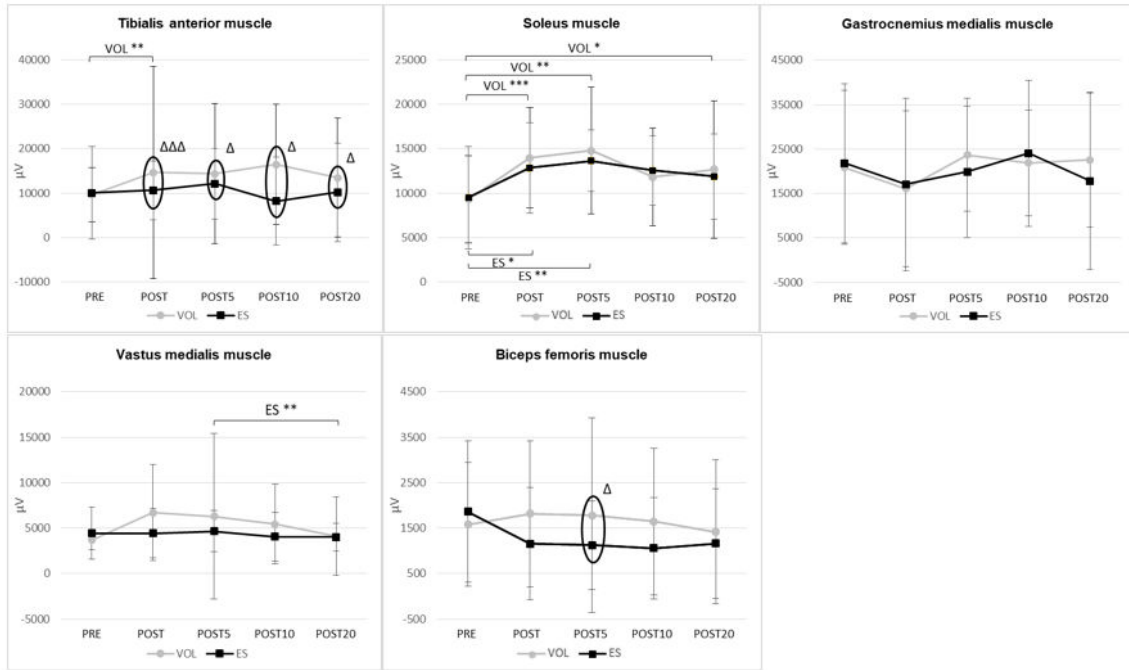 Tibialis anterior muscle
VOL **
40000
30000
20000
10000
0
-10000
µV
ΔΔΔ
Δ
Δ
Δ
PRE POST POST5 POST10 POST20
VOL ES
Soleus muscle
VOL *
VOL **
VOL ***
25000
20000
15000
10000
5000
0
µV
ES *
ES **
PRE POST POST5 POST10 POST20
VOL ES
Gastrocnemius medialis muscle
45000
35000
25000
15000
5000
-5000
µV
PRE POST POST5 POST10 POST20
VOL ES
Vastus medialis muscle
20000
15000
10000
5000
0
-5000
µV
ES **
PRE POST POST5 POST10 POST20
VOL ES
Biceps femoris muscle
4500
3500
2500
1500
500
-500
µV
Δ
PRE POST POST5 POST10 POST20
VOL ES